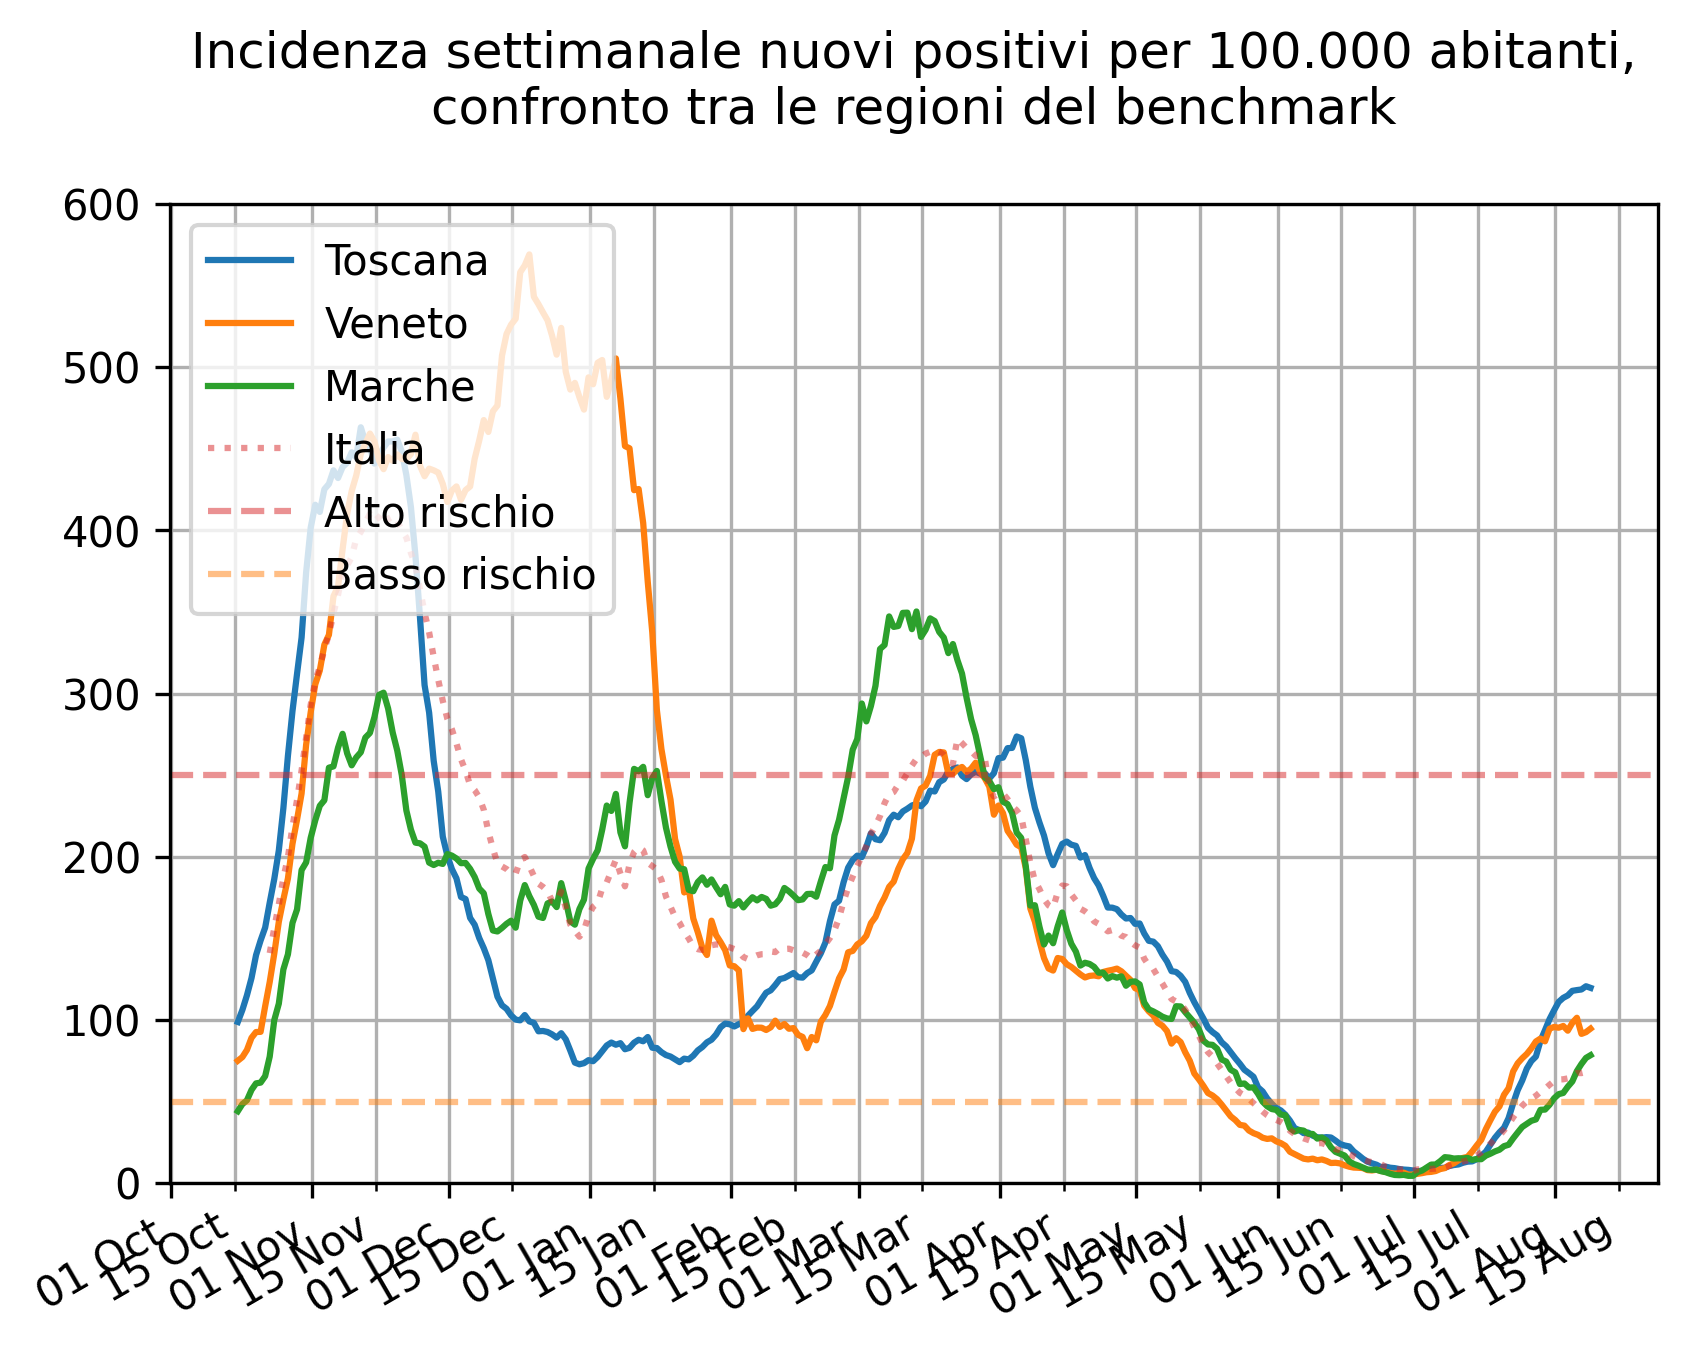 Incidenza settimanale nuovi positivi per 100.000 abitanti,
confronto tra le regioni del benchmark
600
500
400
300
200
100
0
Toscana
Veneto
Marche
Italia
Alto rischio
Basso rischio
01 Oct
15 Oct
01 Nov
15 Nov
01 Dec
15 Dec
01 Jan
15 Jan
01 Feb
15 Feb
01 Mar
15 Mar
01 Apr
15 Apr
01 May
15 May
01 Jun
15 Jun
01 Jul
15 Jul
01 Aug
15 Aug